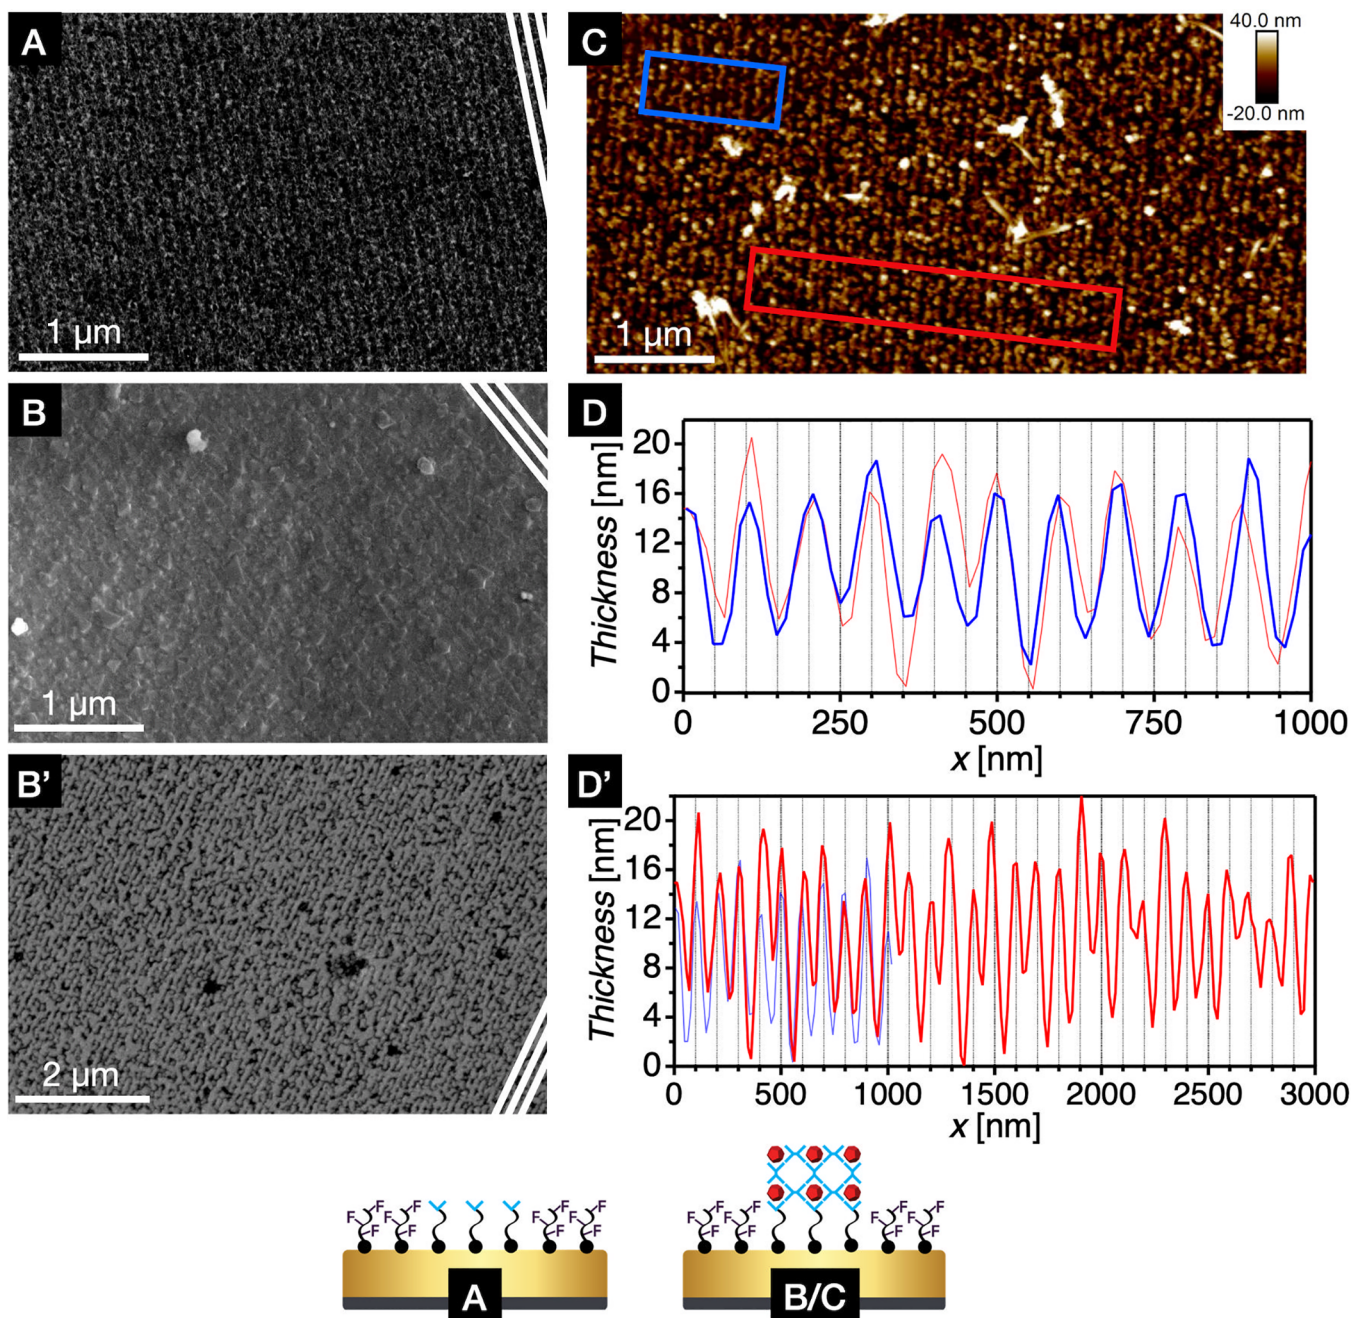 A
1 µm
B
1 µm
B’
2 µm
C
40.0 nm
-20.0 nm
1 µm
D
Thickness [nm]
20
16
12
8
4
0
0 250 500 750 1000
x [nm]
D’
Thickness [nm]
20
16
12
8
4
0
0 500 1000 1500 2000 2500 3000
x [nm]
F F F F F F F F
F F F F
A
F F F F F F F F
F F F F
B/C